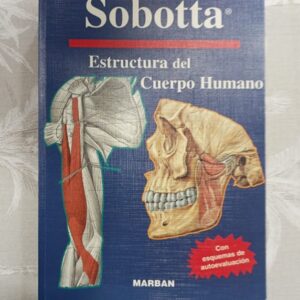 Sobotta®
Estructura del
Cuerpo Humano
Con
esquemas de
autoevaluación
MARBAN